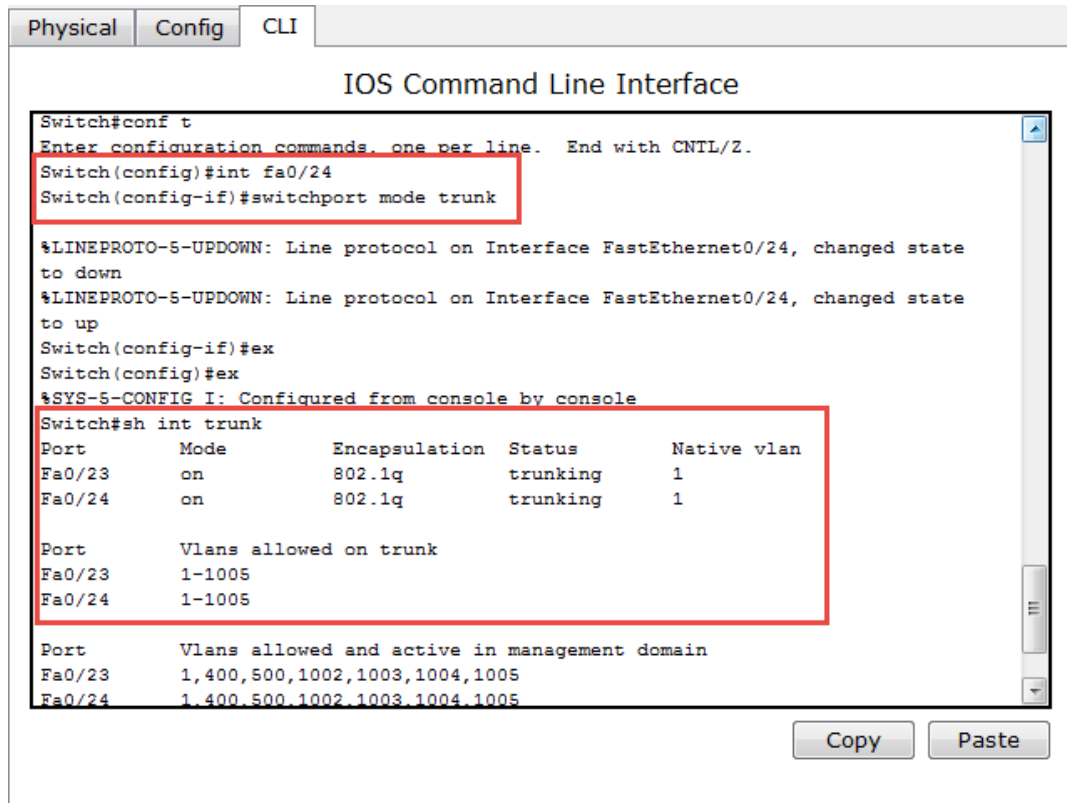 Physical Config CLI
IOS Command Line Interface
Switch#conf t
Enter configuration commands, one per line.  End with CNTL/Z.
Switch(config)#int fa0/24
Switch(config-if)#switchport mode trunk
%LINEPROTO-5-UPDOWN: Line protocol on Interface FastEthernet0/24, changed state
to down
%LINEPROTO-5-UPDOWN: Line protocol on Interface FastEthernet0/24, changed state
to up
Switch(config-if)#ex
Switch(config)#ex
%SYS-5-CONFIG_I: Configured from console by console
Switch#sh int trunk
Port        Mode         Encapsulation  Status        Native vlan
Fa0/23      on           802.1q         trunking      1
Fa0/24      on           802.1q         trunking      1
Port        Vlans allowed on trunk
Fa0/23      1-1005
Fa0/24      1-1005
Port        Vlans allowed and active in management domain
Fa0/23      1,400,500,1002,1003,1004,1005
Fa0/24      1,400,500,1002,1003,1004,1005
Copy Paste